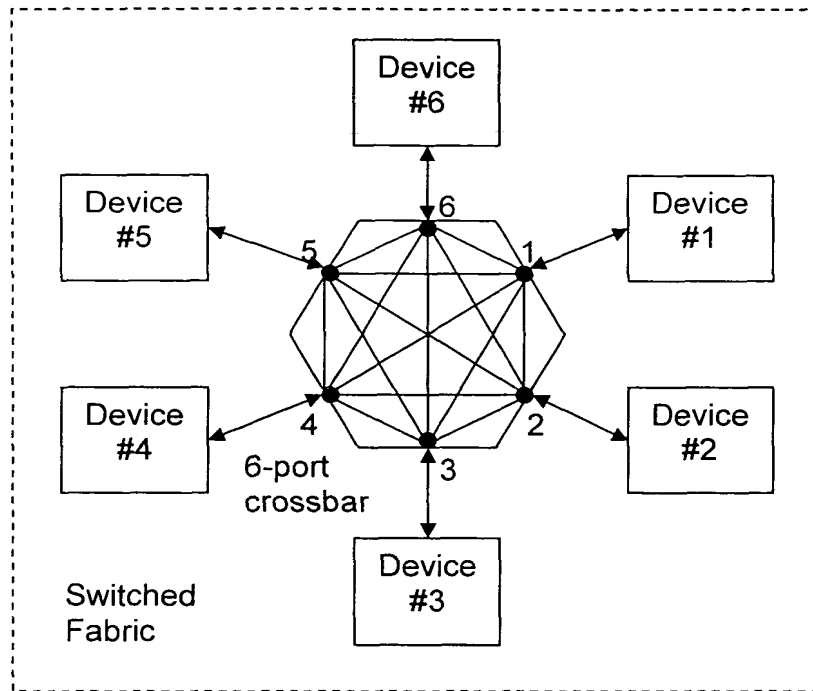 Device
#6
Device
#5
Device
#1
6
5
1
4
2
3
Device
#4
Device
#2
6-port
crossbar
Device
#3
Switched
Fabric